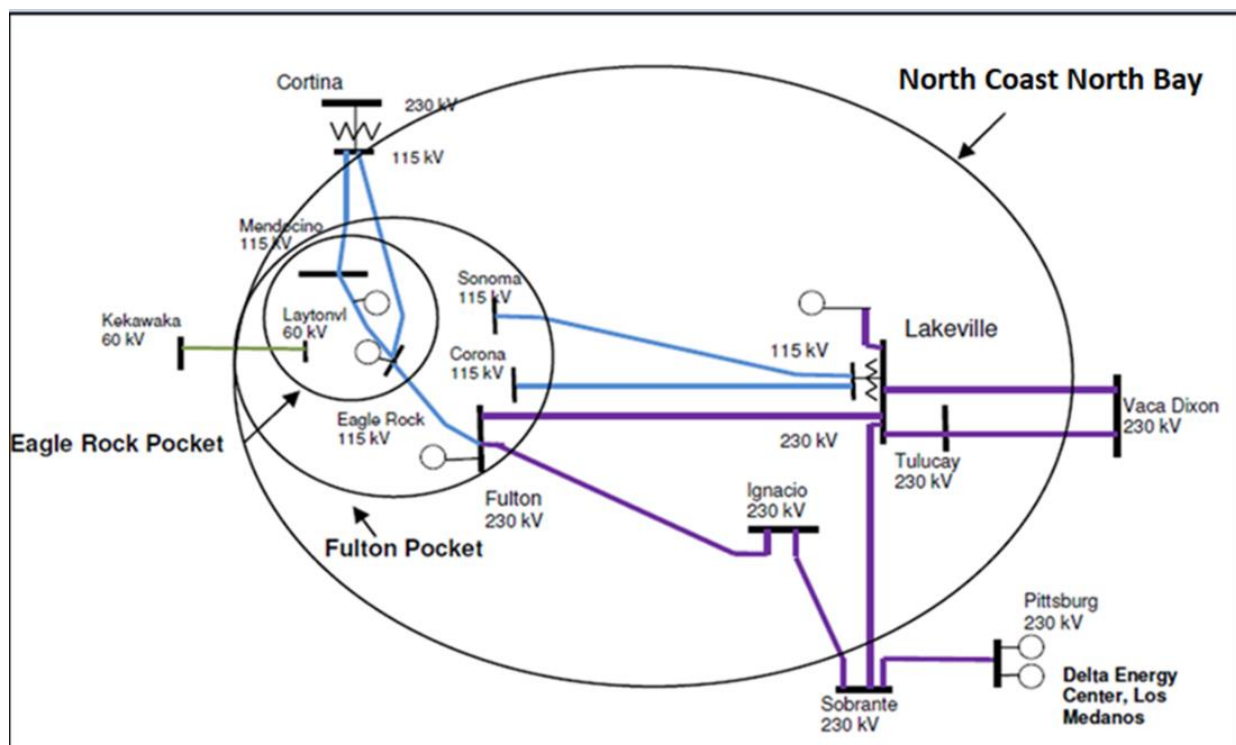 North Coast North Bay
Cortina
230 kV
115 kV
Mendocino
115 kV
Sonoma
115 kV
Kekawaka
60 kV
Laytonvl
60 kV
Lakeville
115 kV
Corona
115 kV
Vaca Dixon
230 kV
Eagle Rock
115 kV
Eagle Rock Pocket
230 kV
Tulucay
230 kV
Ignacio
230 kV
Fulton
230 kV
Fulton Pocket
Pittsburg
230 kV
Delta Energy
Center, Los
Medanos
Sobrante
230 kV